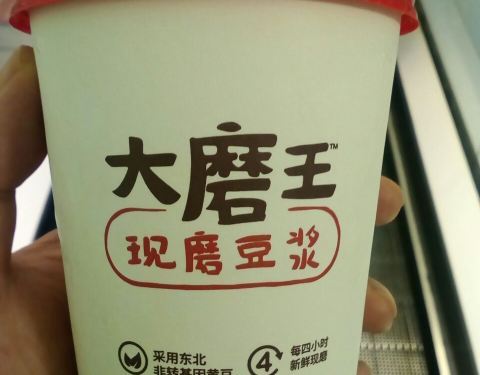 大磨王™
现磨豆浆
采用东北
非转基因黄豆
4
每四小时
新鲜现磨